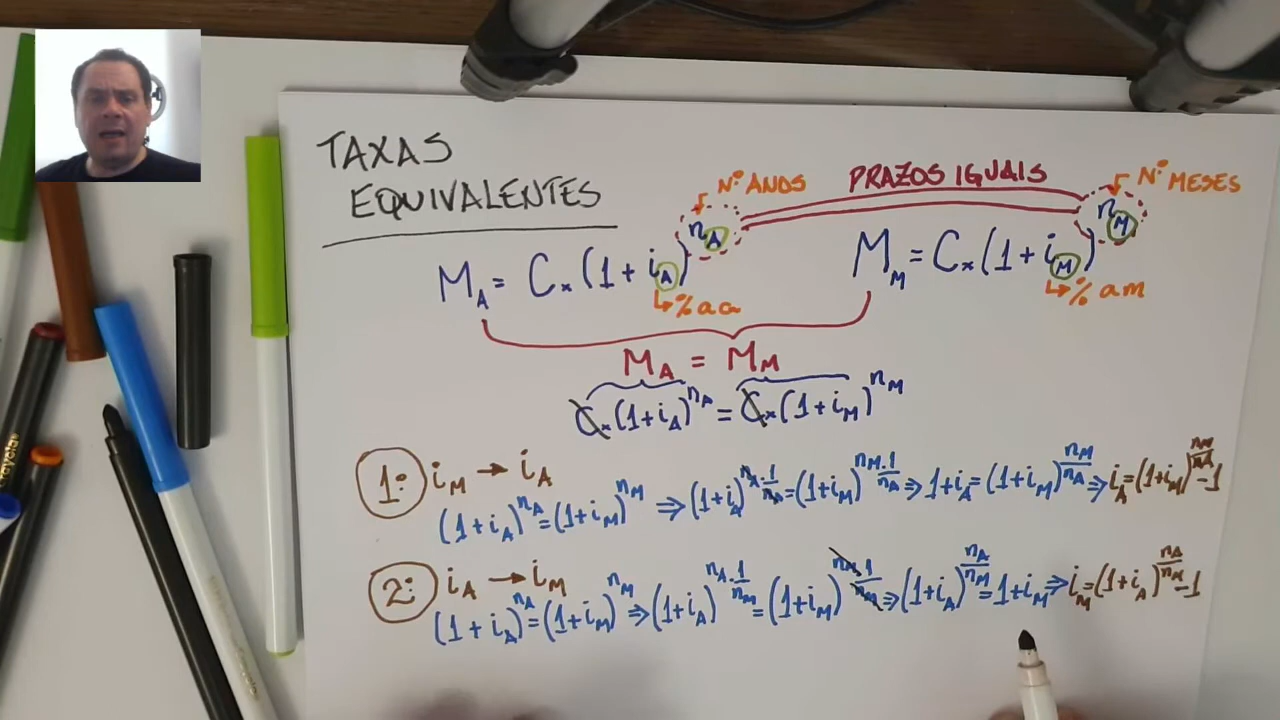 TAXAS
EQUIVALENTES
Nº ANOS
PRAZOS IGUAIS
Nº MESES
M_A = C×(1 + i_A)^{n_A}
M_M = C×(1 + i_M)^{n_M}
% aa
% am
M_A = M_M
C×(1+i_A)^{n_A} = C×(1+i_M)^{n_M}
1: i_M → i_A
(1+i_A)^{n_A} = (1+i_M)^{n_M} ⇒ (1+i_A)^{n_A·1/n_A} = (1+i_M)^{n_M·1/n_A} ⇒ 1+i_A = (1+i_M)^{n_M/n_A} ⇒ i_A = (1+i_M)^{n_M/n_A} - 1
2: i_A → i_M
(1+i_A)^{n_A} = (1+i_M)^{n_M} ⇒ (1+i_A)^{n_A·1/n_M} = (1+i_M)^{n_M·1/n_M} ⇒ (1+i_A)^{n_A/n_M} = 1+i_M ⇒ i_M = (1+i_A)^{n_A/n_M} - 1